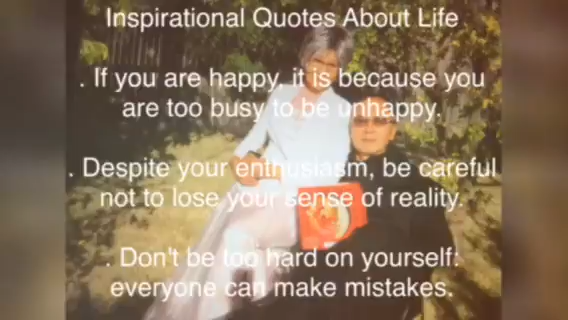 Inspirational Quotes About Life
. If you are happy, it is because you
are too busy to be unhappy.
. Despite your enthusiasm, be careful
not to lose your sense of reality.
. Don't be too hard on yourself:
everyone can make mistakes.